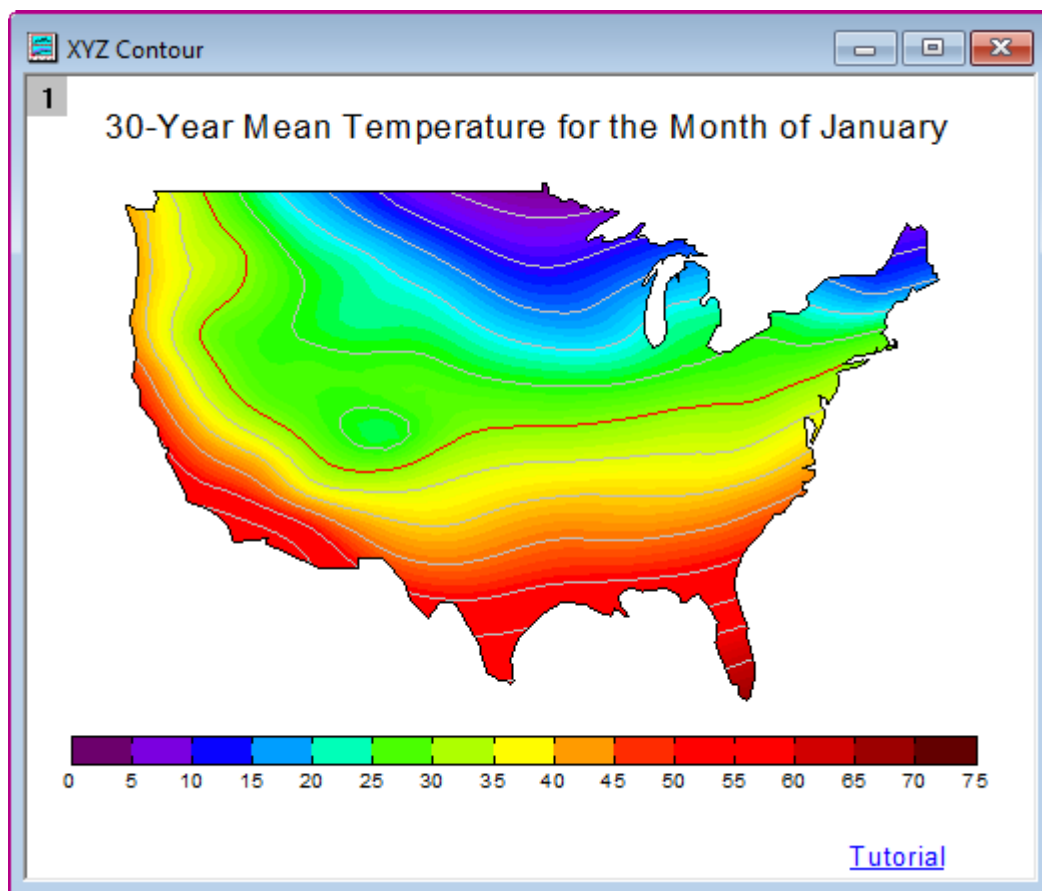 XYZ Contour
1
30-Year Mean Temperature for the Month of January
0 5 10 15 20 25 30 35 40 45 50 55 60 65 70 75
Tutorial